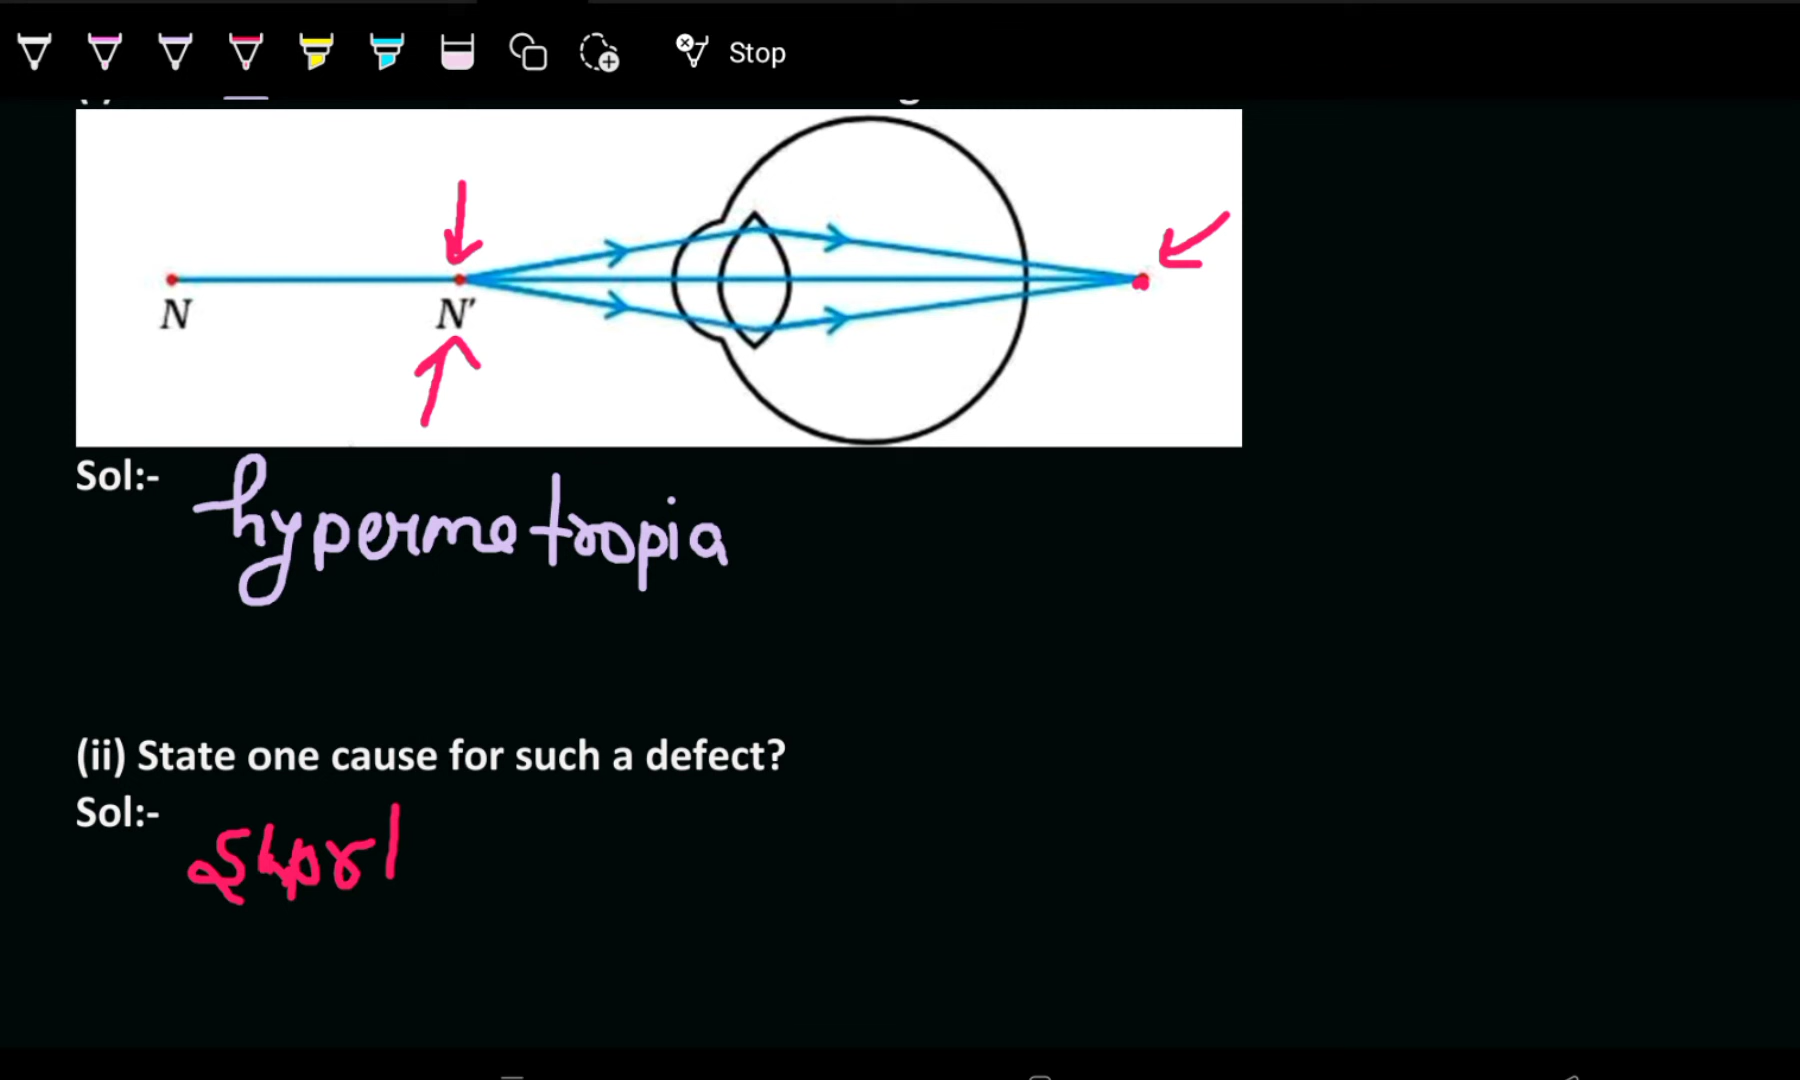 Stop
N
N'
Sol:-
hypermetropia
(ii) State one cause for such a defect?
Sol:-